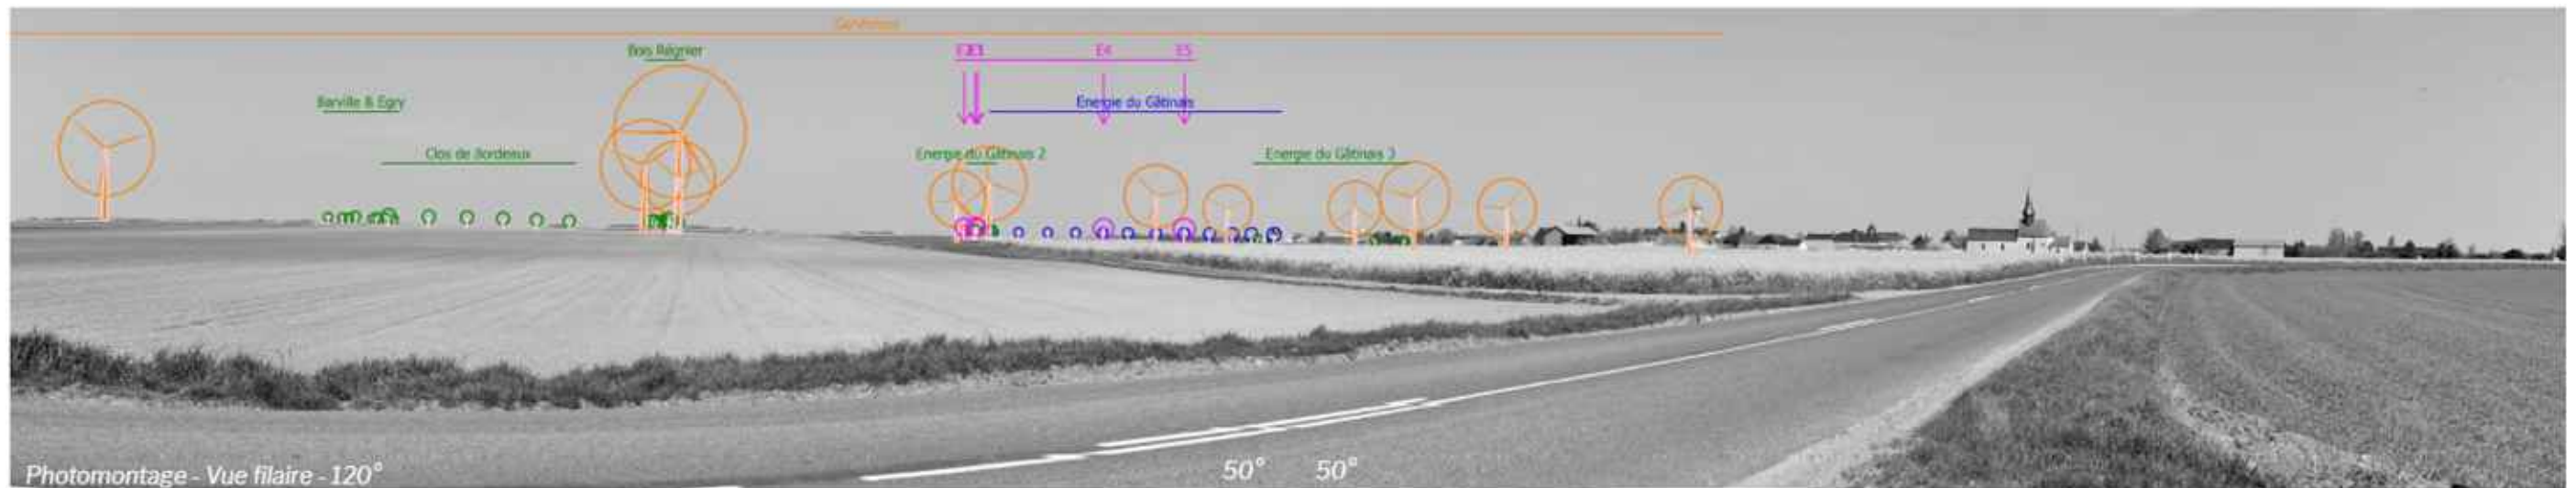 Bois Régnier
E4
E5
Barville & Egry
Energie du Gâtinais
Clos de Bordeaux
Energie du Gâtinais 2
Energie du Gâtinais 3
Photomontage - Vue filaire - 120°
50°
50°